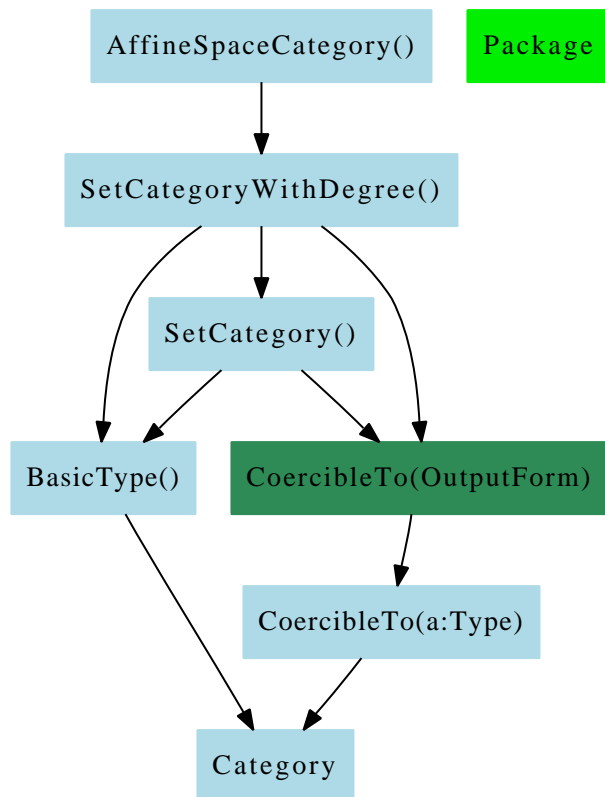 AffineSpaceCategory()
Package
SetCategoryWithDegree()
SetCategory()
BasicType()
CoercibleTo(OutputForm)
CoercibleTo(a:Type)
Category